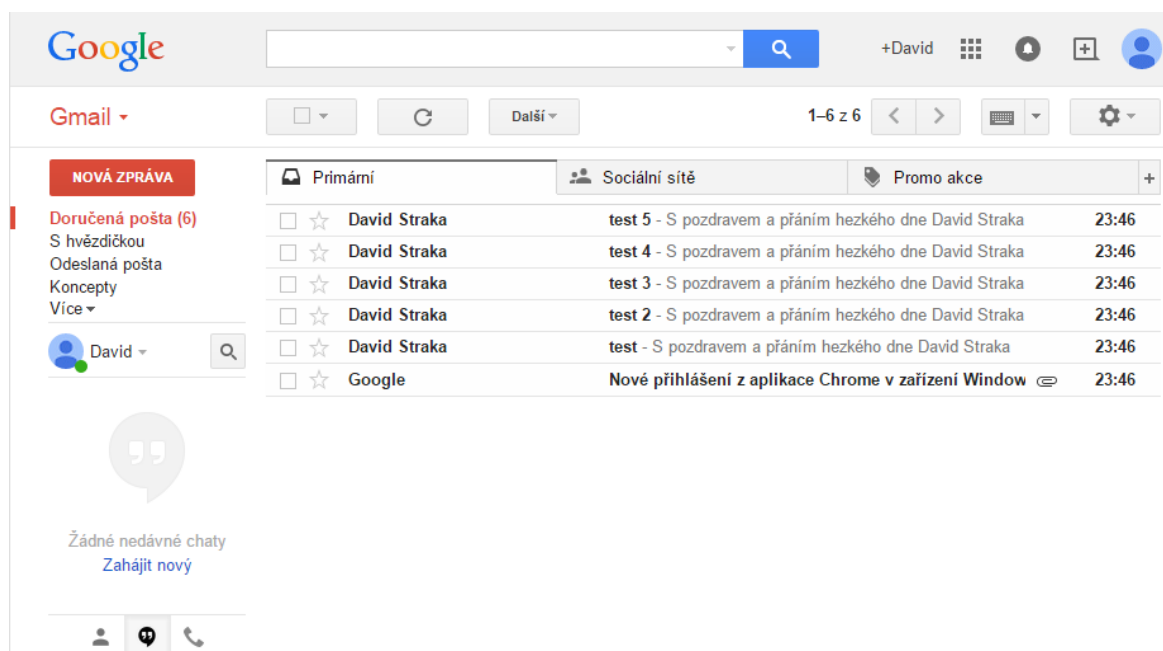 Google
+David
Gmail
Další
1–6 z 6
NOVÁ ZPRÁVA
Primární
Sociální sítě
Promo akce
+
Doručená pošta (6)
S hvězdičkou
Odeslaná pošta
Koncepty
Více
David
Žádné nedávné chaty
Zahájit nový
David Straka test 5 - S pozdravem a přáním hezkého dne David Straka 23:46
David Straka test 4 - S pozdravem a přáním hezkého dne David Straka 23:46
David Straka test 3 - S pozdravem a přáním hezkého dne David Straka 23:46
David Straka test 2 - S pozdravem a přáním hezkého dne David Straka 23:46
David Straka test - S pozdravem a přáním hezkého dne David Straka 23:46
Google Nové přihlášení z aplikace Chrome v zařízení Window 23:46